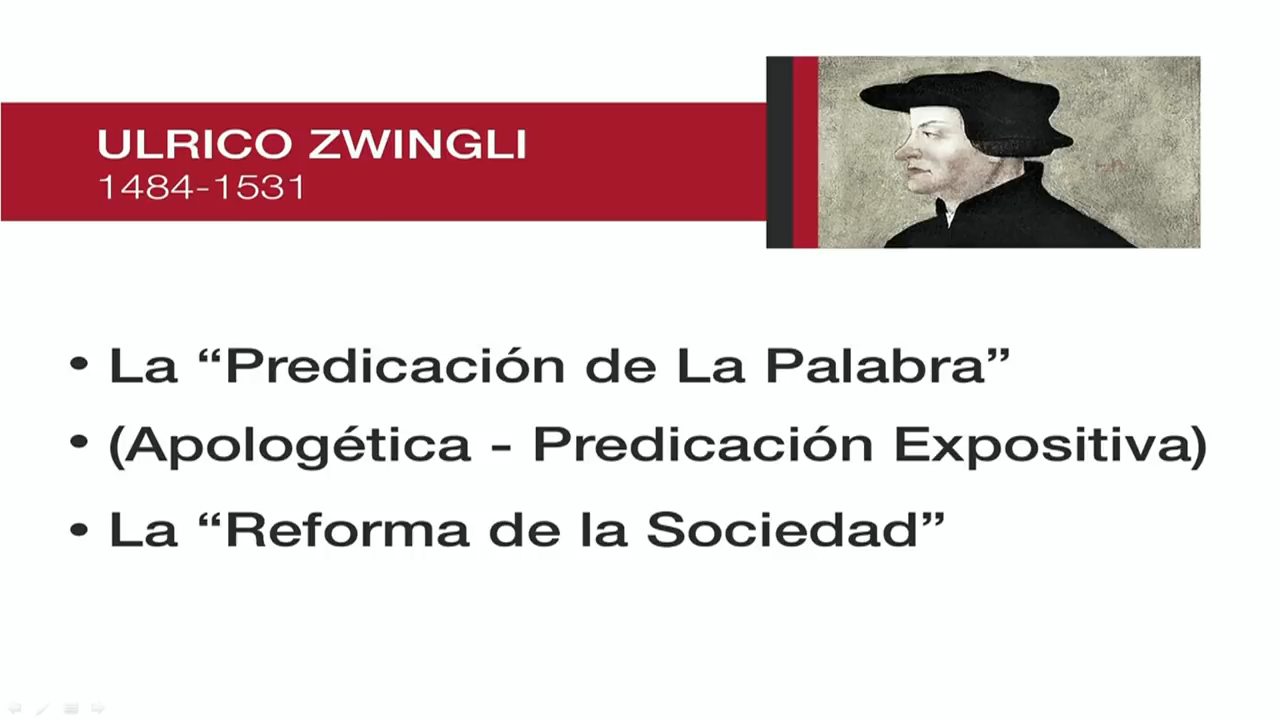 ULRICO ZWINGLI
1484-1531
• La “Predicación de La Palabra”
• (Apologética - Predicación Expositiva)
• La “Reforma de la Sociedad”